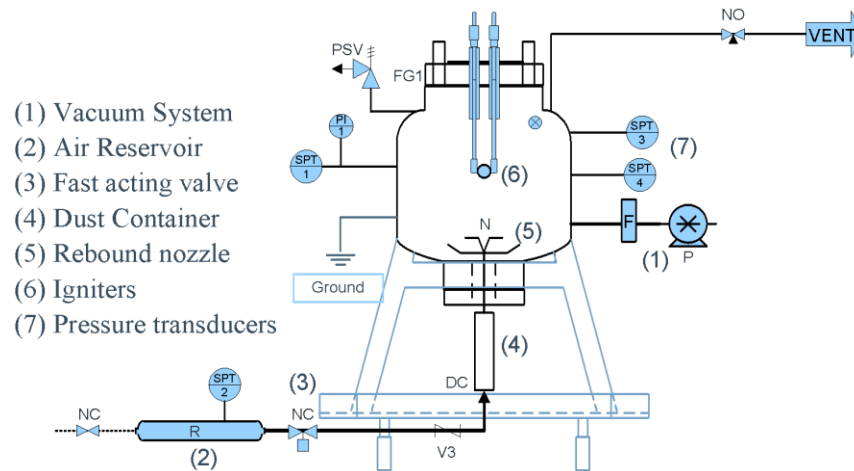 NO
VENT
PSV
FG1
(1) Vacuum System
(2) Air Reservoir
(3) Fast acting valve
(4) Dust Container
(5) Rebound nozzle
(6) Igniters
(7) Pressure transducers
PI
1
SPT
1
SPT
3
(7)
SPT
4
(6)
N
(5)
F
(1)
P
Ground
(4)
DC
(3)
SPT
2
NC
NC
R
(2)
V3